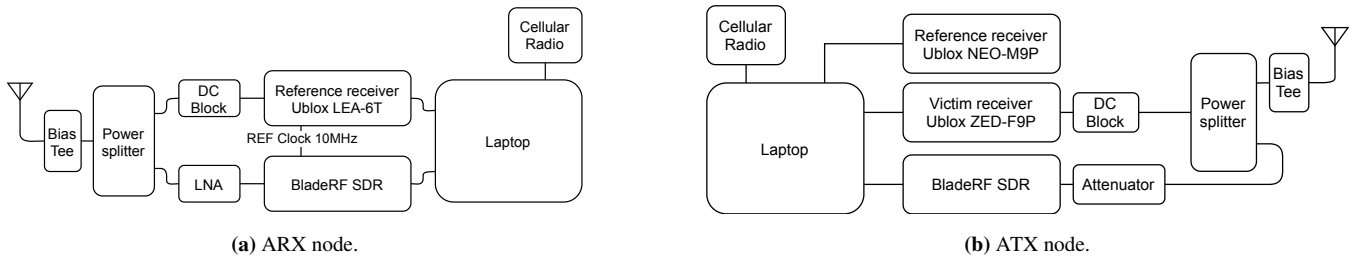 Cellular
Radio
Bias
Tee
Power
splitter
DC
Block
Reference receiver
Ublox LEA-6T
REF Clock 10MHz
LNA
BladeRF SDR
Laptop
(a) ARX node.
Cellular
Radio
Laptop
Reference receiver
Ublox NEO-M9P
Victim receiver
Ublox ZED-F9P
DC
Block
Power
splitter
Bias
Tee
BladeRF SDR
Attenuator
(b) ATX node.